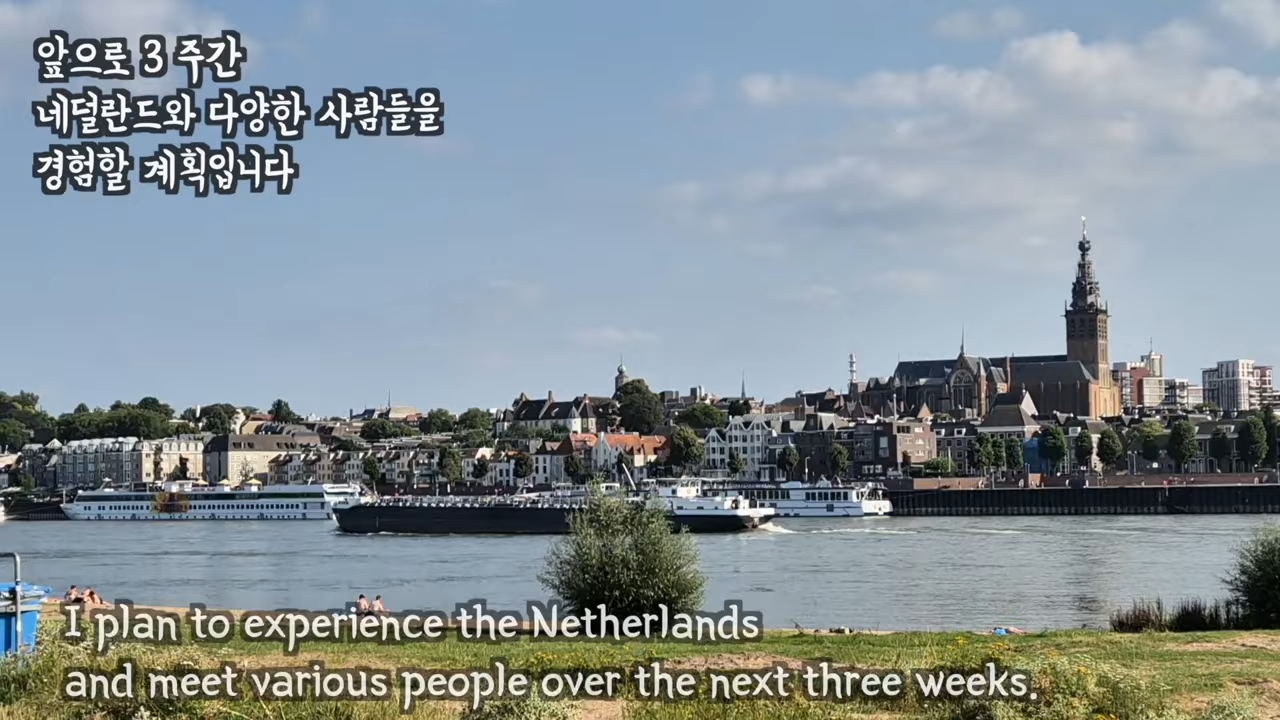 앞으로 3 주간
네덜란드와 다양한 사람들을
경험할 계획입니다
I plan to experience the Netherlands
and meet various people over the next three weeks.